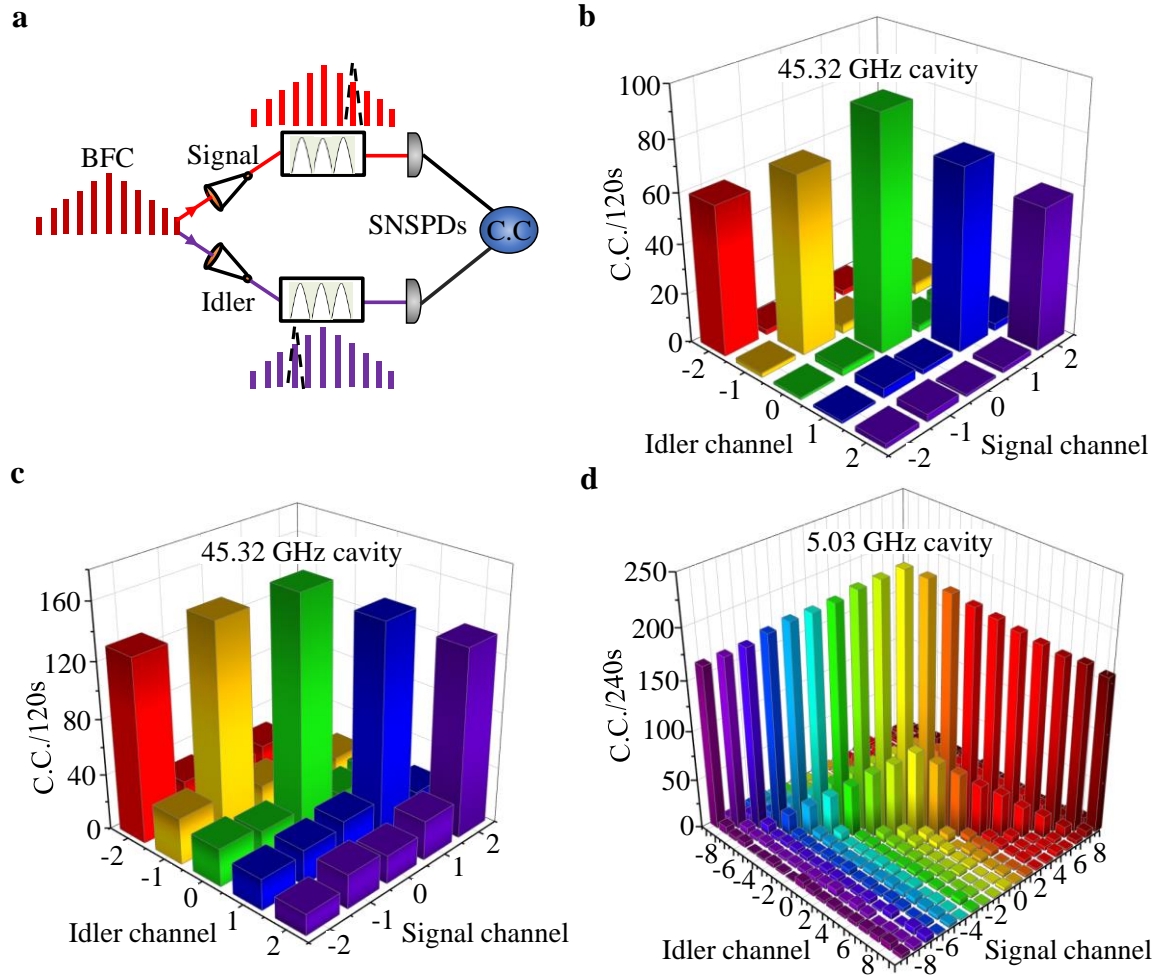 a
BFC
Signal
Idler
SNSPDs
C.C
b
45.32 GHz cavity
C.C./120s
100
80
60
40
20
0
-2
-1
0
1
2
Idler channel
-2
-1
0
1
2
Signal channel
c
45.32 GHz cavity
C.C./120s
160
120
80
40
0
-2
-1
0
1
2
Idler channel
-2
-1
0
1
2
Signal channel
d
5.03 GHz cavity
C.C./240s
250
200
150
100
50
0
-8
-6
-4
-2
0
2
4
6
8
Idler channel
-8
-6
-4
-2
0
2
4
6
8
Signal channel